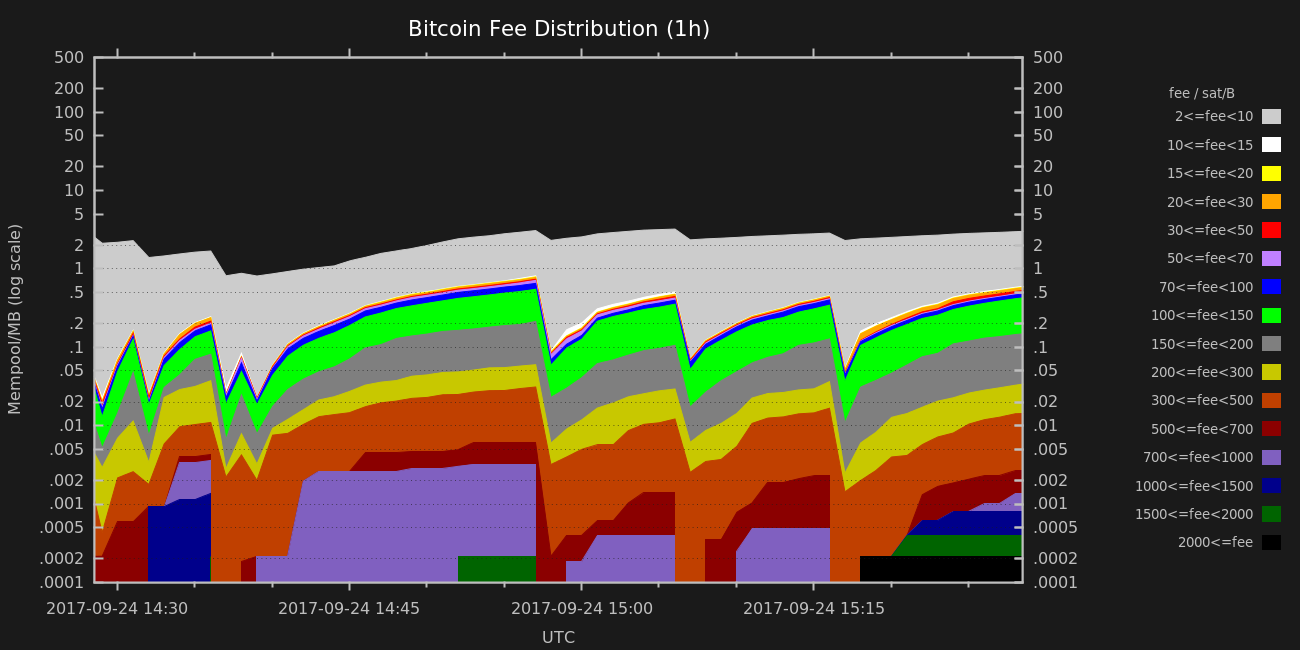 Bitcoin Fee Distribution (1h)
Mempool/MB (log scale)
500
200
100
50
20
10
5
2
1
.5
.2
.1
.05
.02
.01
.005
.002
.001
.0005
.0002
.0001
500
200
100
50
20
10
5
2
1
.5
.2
.1
.05
.02
.01
.005
.002
.001
.0005
.0002
.0001
2017-09-24 14:30
2017-09-24 14:45
2017-09-24 15:00
2017-09-24 15:15
UTC
fee / sat/B
2<=fee<10
10<=fee<15
15<=fee<20
20<=fee<30
30<=fee<50
50<=fee<70
70<=fee<100
100<=fee<150
150<=fee<200
200<=fee<300
300<=fee<500
500<=fee<700
700<=fee<1000
1000<=fee<1500
1500<=fee<2000
2000<=fee